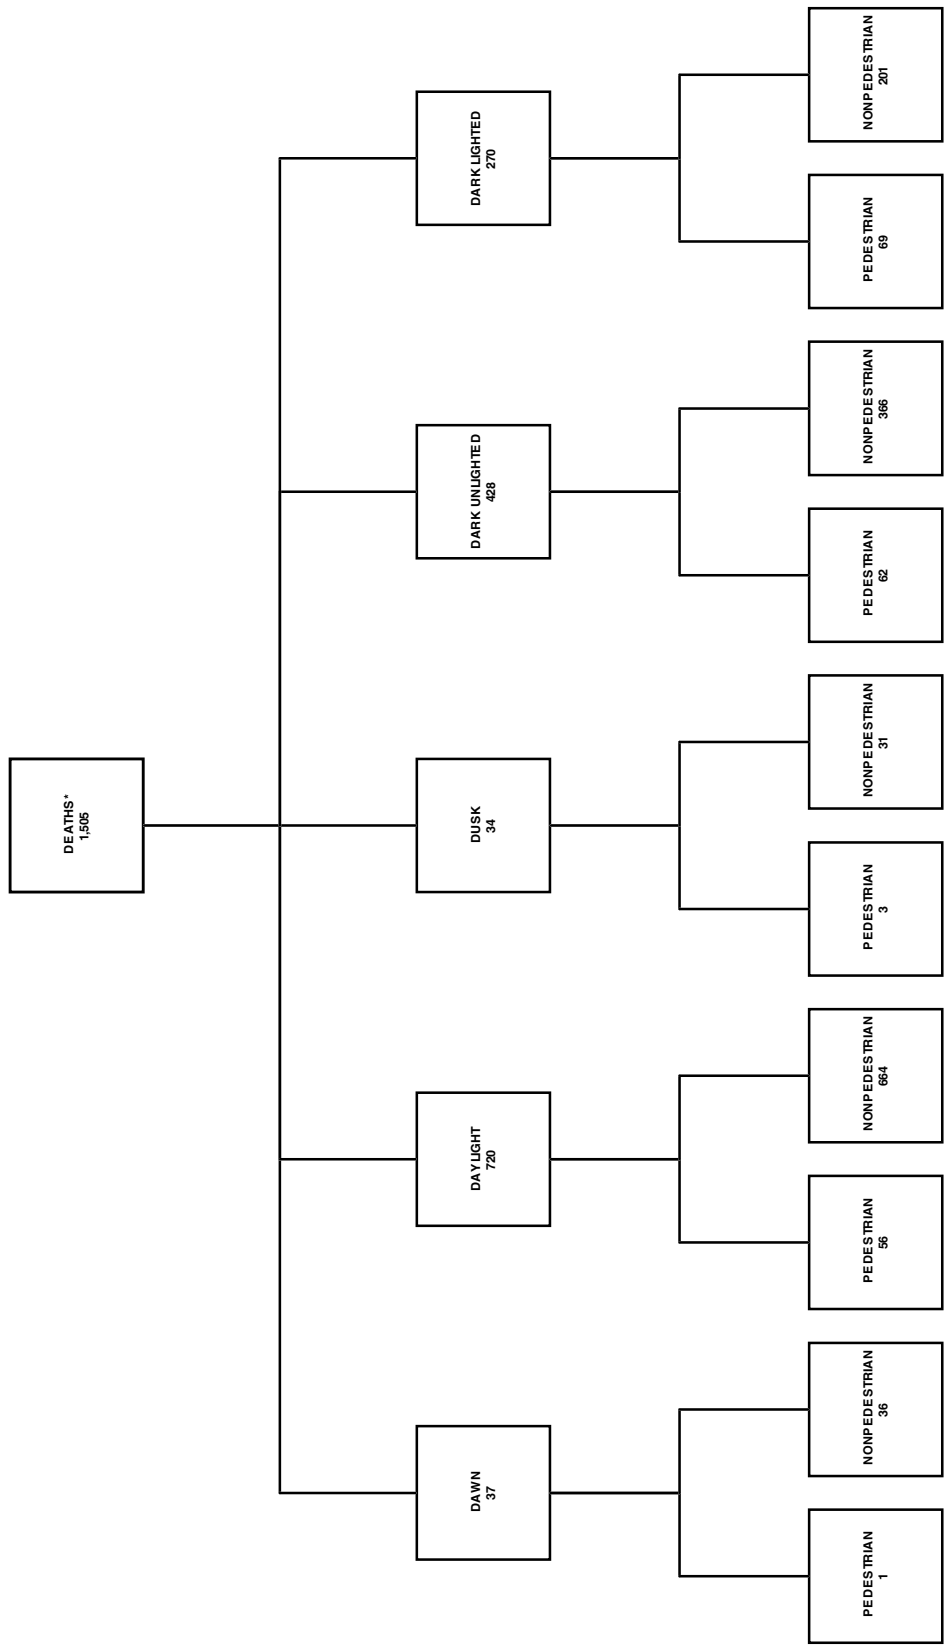 DEATHS*
1,505
DAWN
37
DAYLIGHT
720
DUSK
34
DARK UNLIGHTED
428
DARK LIGHTED
270
PEDESTRIAN
1
NONPEDESTRIAN
36
PEDESTRIAN
56
NONPEDESTRIAN
664
PEDESTRIAN
3
NONPEDESTRIAN
31
PEDESTRIAN
62
NONPEDESTRIAN
366
PEDESTRIAN
69
NONPEDESTRIAN
201